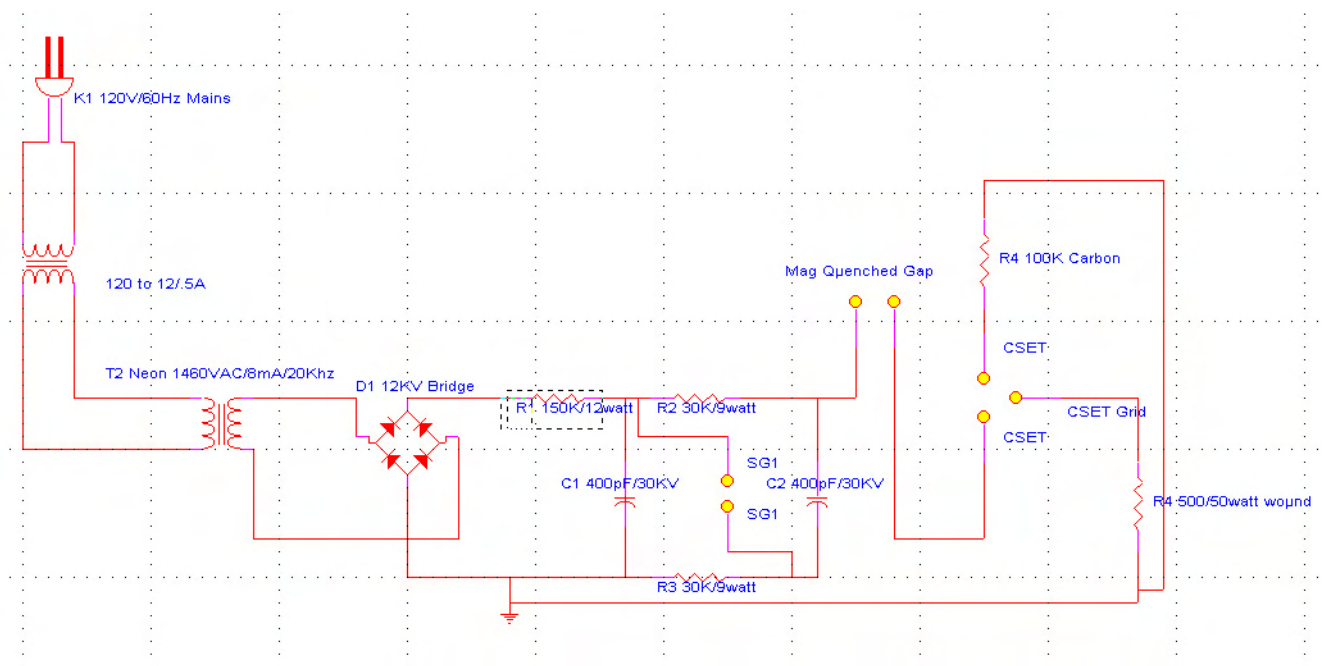 K1 120V/60Hz Mains
120 to 12/.5A
T2 Neon 1460VAC/8mA/20Khz
D1 12KV Bridge
R1 150K/12watt
R2 30K/9watt
C1 400pF/30KV
SG1
SG1
C2 400pF/30KV
R3 30K/9watt
Mag Quenched Gap
R4 100K Carbon
CSET
CSET Grid
CSET
R4 500/50watt wound